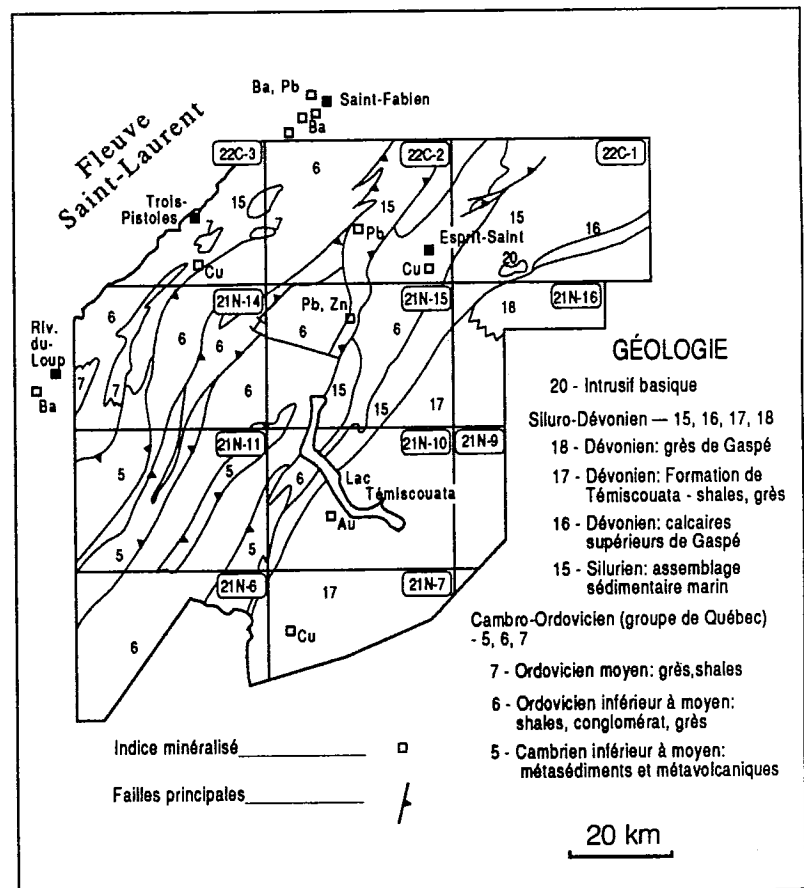 Ba, Pb
Saint-Fabien
Ba
Fleuve
Saint-Laurent
22C-3
22C-2
22C-1
6
15
15
15
16
Trois-
Pistoles
7
7
Pb
Esprit-Saint
Cu
Cu
20
16
21N-14
21N-15
21N-16
6
Pb, Zn
6
18
6
6
6
Riv.
du-
Loup
7
7
Ba
6
15
15
17
21N-11
21N-10
21N-9
5
5
6
Lac
Témiscouata
Au
5
5
21N-6
21N-7
17
Cu
6
GÉOLOGIE
20 - Intrusif basique
Siluro-Dévonien — 15, 16, 17, 18
18 - Dévonien: grès de Gaspé
17 - Dévonien: Formation de
Témiscouata - shales, grès
16 - Dévonien: calcaires
supérieurs de Gaspé
15 - Silurien: assemblage
sédimentaire marin
Cambro-Ordovicien (groupe de Québec)
- 5, 6, 7
7 - Ordovicien moyen: grès,shales
6 - Ordovicien inférieur à moyen:
shales, conglomérat, grès
5 - Cambrien inférieur à moyen:
métasédiments et métavolcaniques
Indice minéralisé
Failles principales
20 km